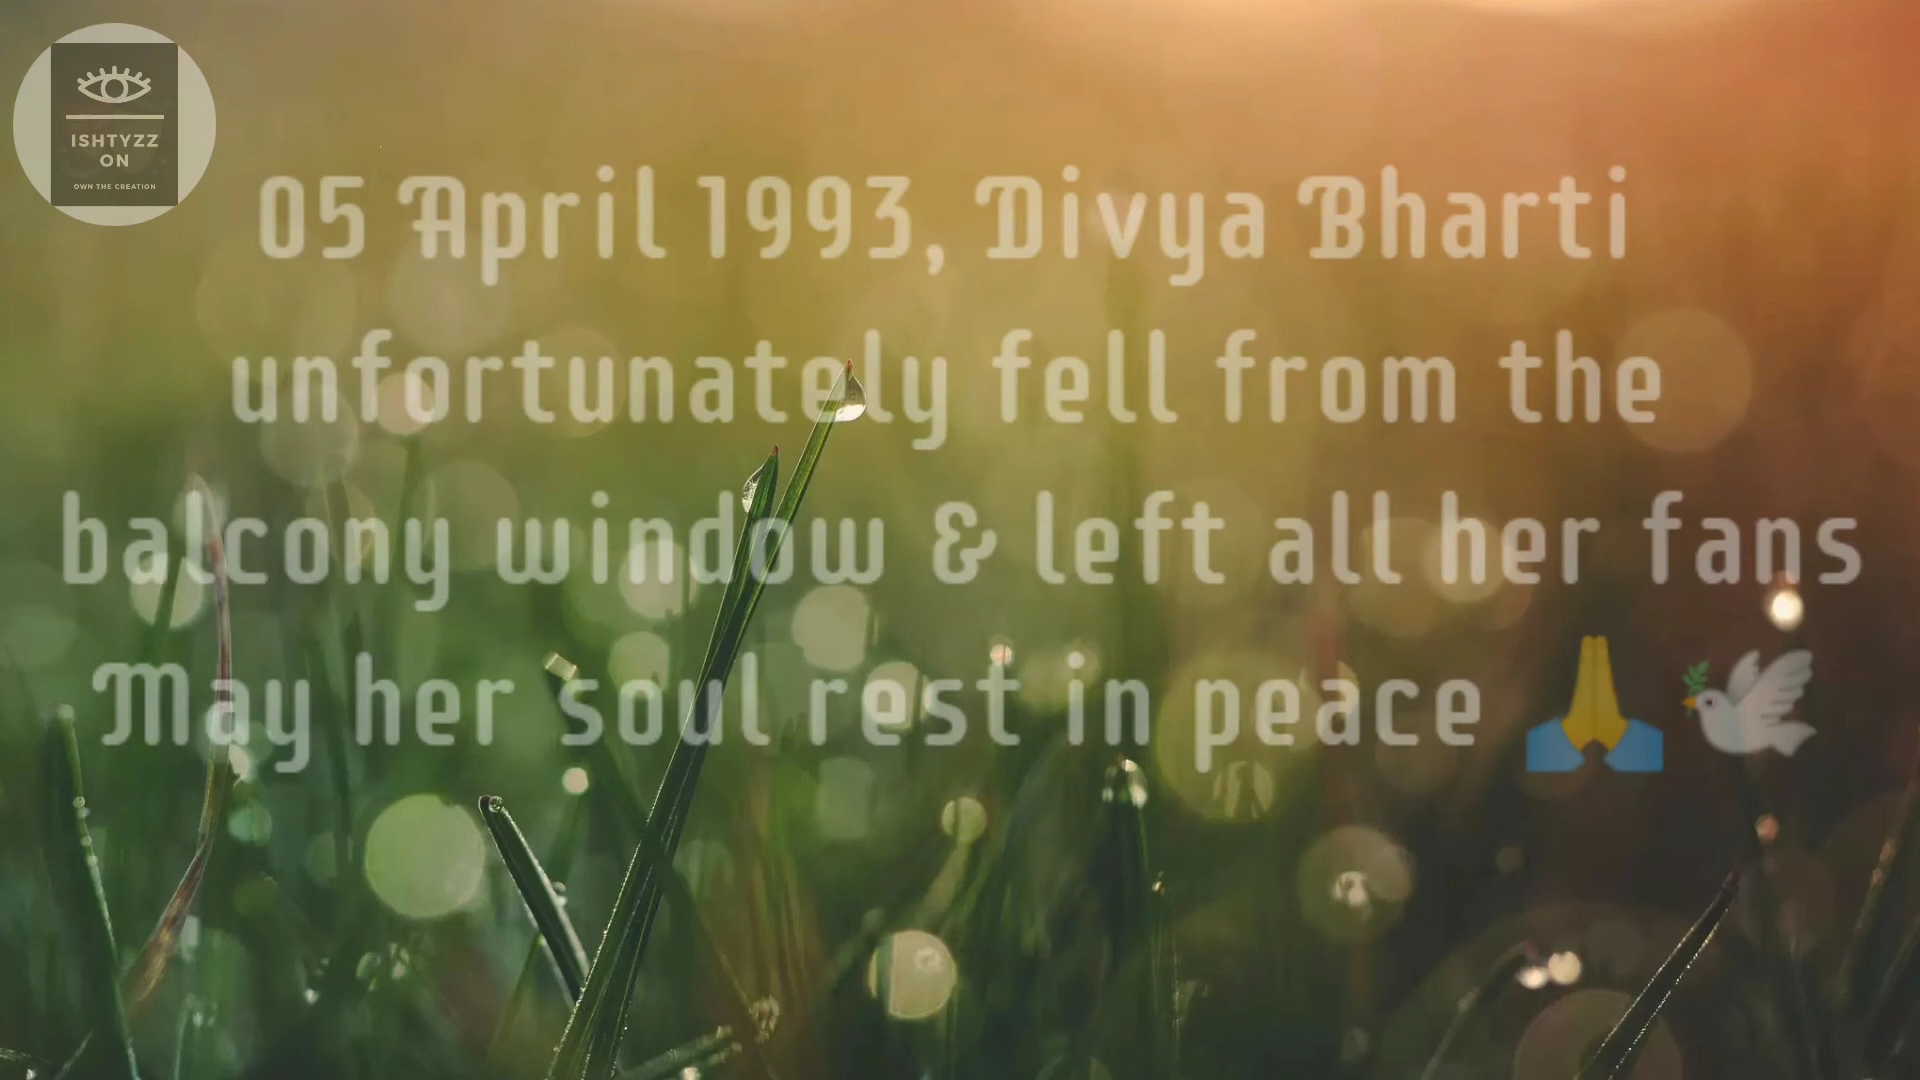 ISHTYZZ
ON
OWN THE CREATION
05 April 1993, Divya Bharti
unfortunately fell from the
balcony window & left all her fans
May her soul rest in peace 🙏 🕊️